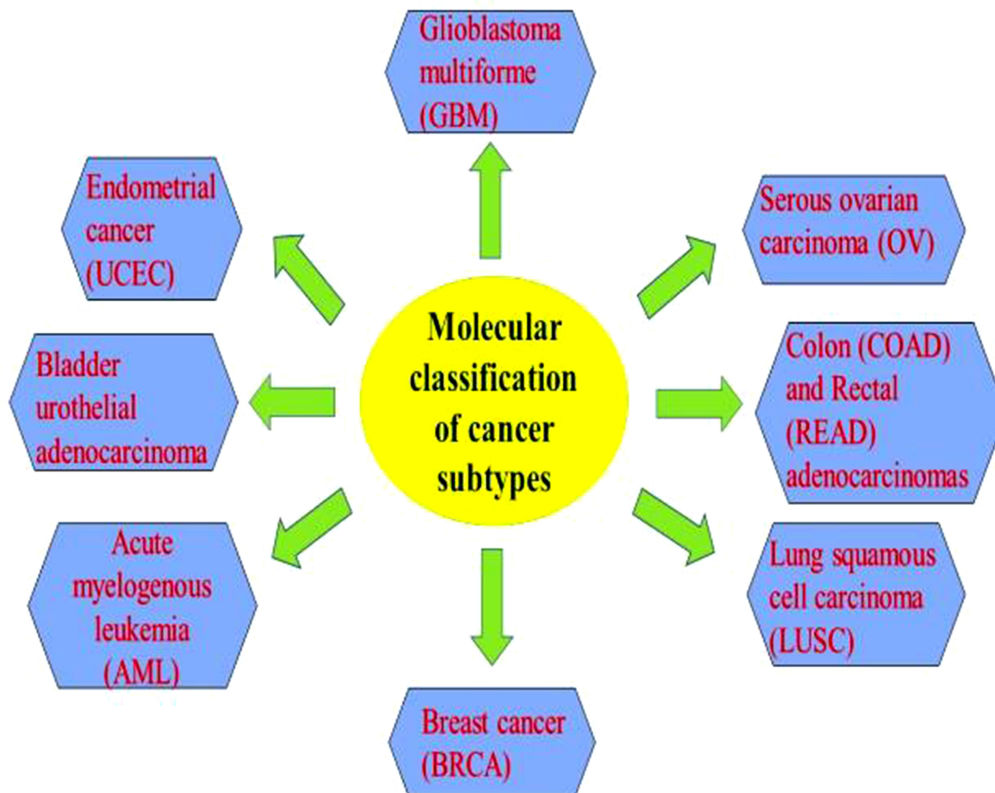 Glioblastoma
multiforme
(GBM)
Endometrial
cancer
(UCEC)
Serous ovarian
carcinoma (OV)
Molecular
classification
of cancer
subtypes
Bladder
urothelial
adenocarcinoma
Colon (COAD)
and Rectal
(READ)
adenocarcinomas
Acute
myelogenous
leukemia
(AML)
Lung squamous
cell carcinoma
(LUSC)
Breast cancer
(BRCA)